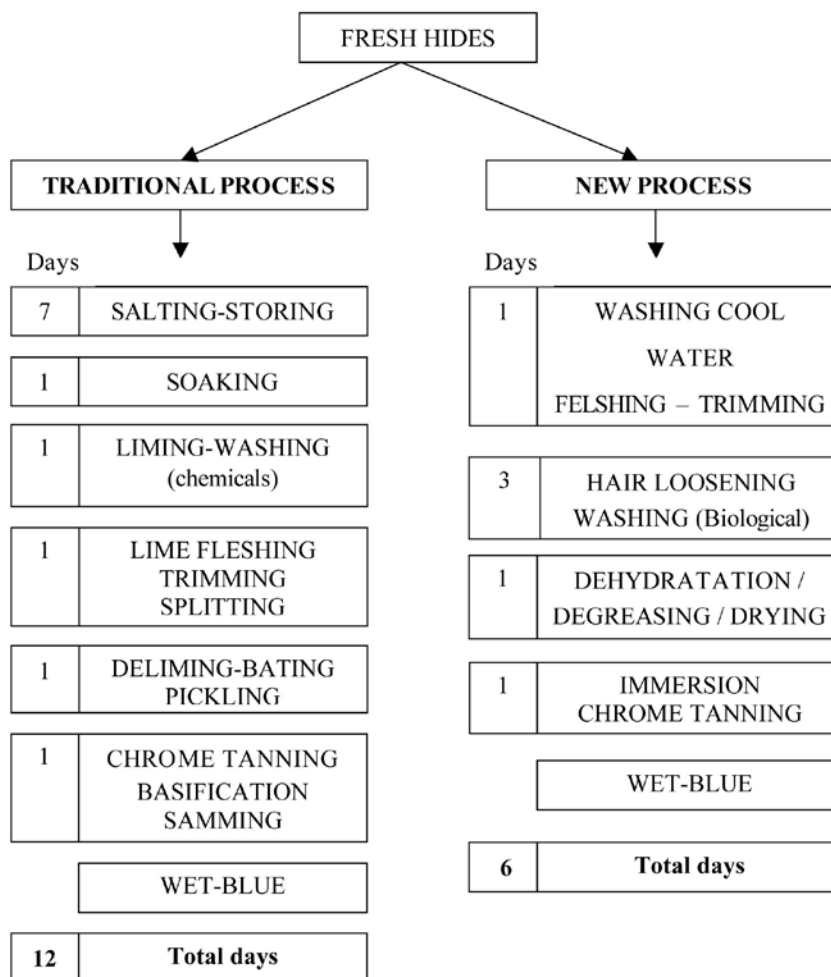 FRESH HIDES
TRADITIONAL PROCESS
Days
7 SALTING-STORING
1 SOAKING
1 LIMING-WASHING
(chemicals)
1 LIME FLESHING
TRIMMING
SPLITTING
1 DELIMING-BATING
PICKLING
1 CHROME TANNING
BASIFICATION
SAMMING
WET-BLUE
12 Total days
NEW PROCESS
Days
1 WASHING COOL
WATER
FELSHING – TRIMMING
3 HAIR LOOSENING
WASHING (Biological)
1 DEHYDRATATION /
DEGREASING / DRYING
1 IMMERSION
CHROME TANNING
WET-BLUE
6 Total days